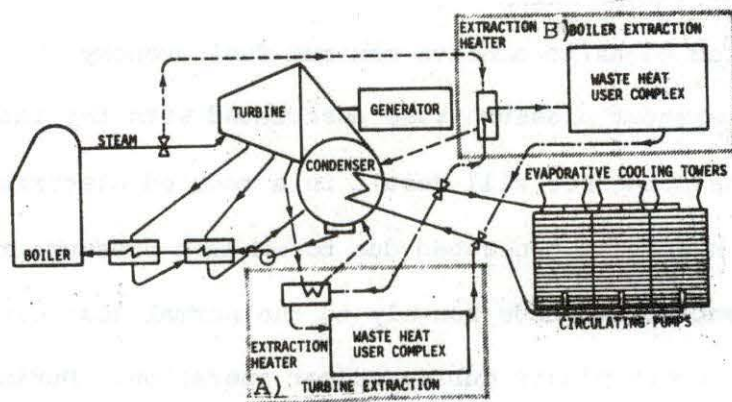 EXTRACTION B) BOILER EXTRACTION
HEATER
WASTE HEAT
USER COMPLEX
TURBINE
GENERATOR
STEAM
CONDENSER
EVAPORATIVE COOLING TOWERS
BOILER
CIRCULATING PUMPS
WASTE HEAT
USER COMPLEX
EXTRACTION
HEATER
A) TURBINE EXTRACTION